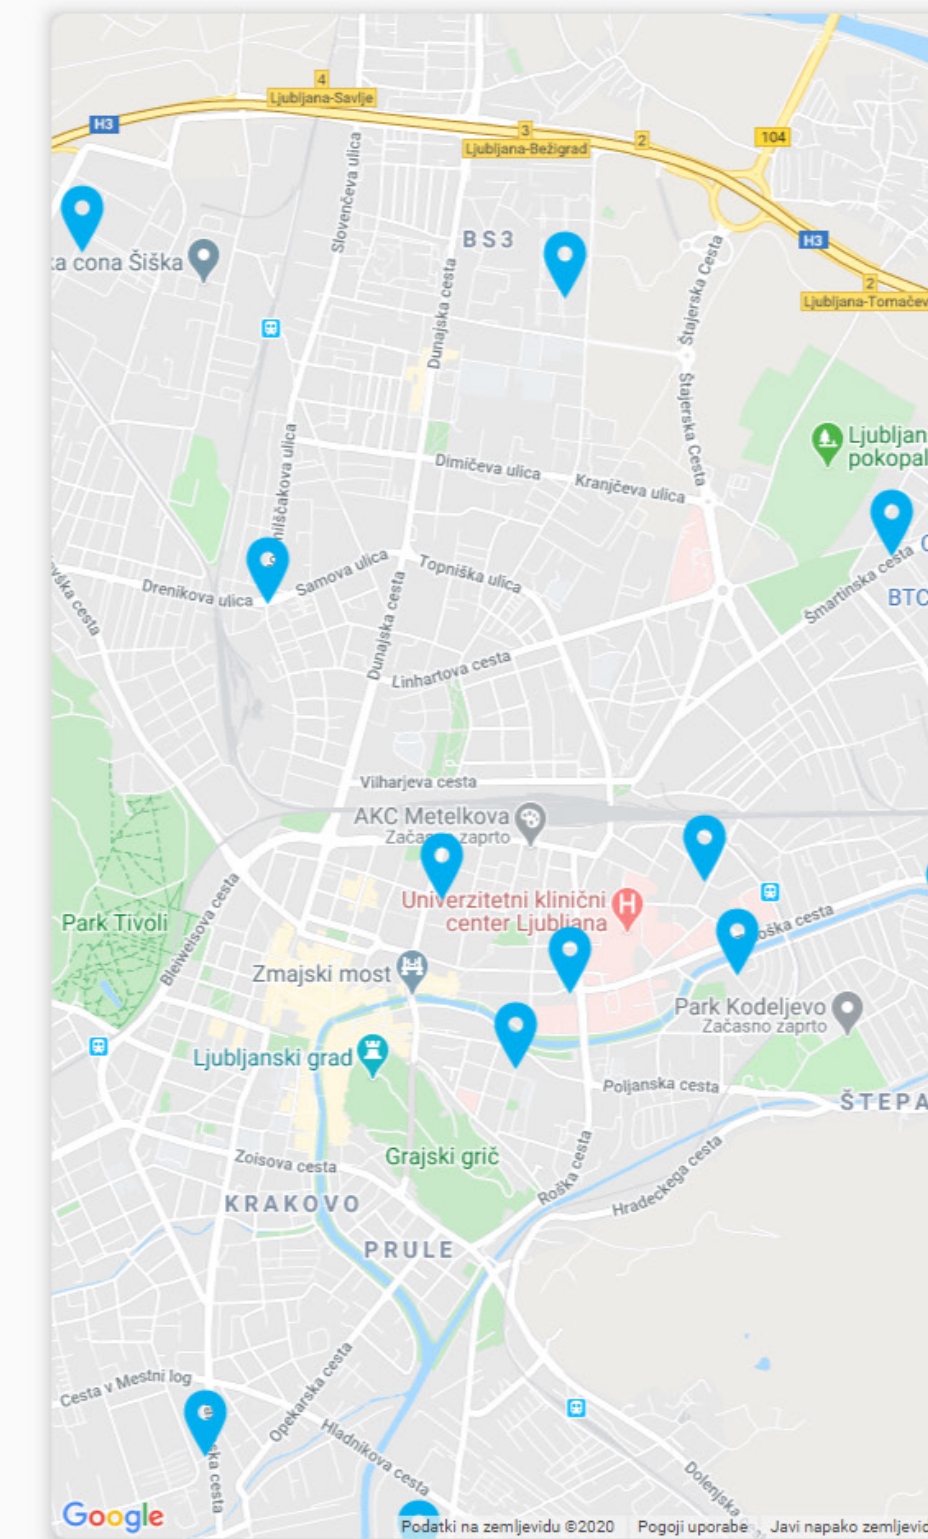 4
Ljubljana-Savlje
H3
3
Ljubljana-Bežigrad
2
104
Slovenčeva ulica
BS3
H3
cona Šiška
Štajerska Cesta
Dunajska cesta
2
Ljubljana-Tomačev
Štajerska Cesta
Ljubljan
pokopal
Dimičeva ulica
Kranjčeva ulica
ulica
Samova ulica
Topniška ulica
Drenikova ulica
Šmartinska cesta
BTC
cesta
Dunajska cesta
Linhartova cesta
Vilharjeva cesta
AKC Metelkova
Začasno zaprto
Univerzitetni klinični
center Ljubljana
Park Tivoli
Bleiweisova cesta
cesta
Zmajski most
Park Kodeljevo
Začasno zaprto
Ljubljanski grad
Poljanska cesta
ŠTEPA
Grajski grič
Zoisova cesta
Roška cesta
Hradeckega cesta
KRAKOVO
PRULE
Cesta v Mestni log
Opekarska cesta
Hladnikova cesta
cesta
Dolenjska
Google
Podatki na zemljevidu ©2020 Pogoji uporabe Javi napako zemljevid